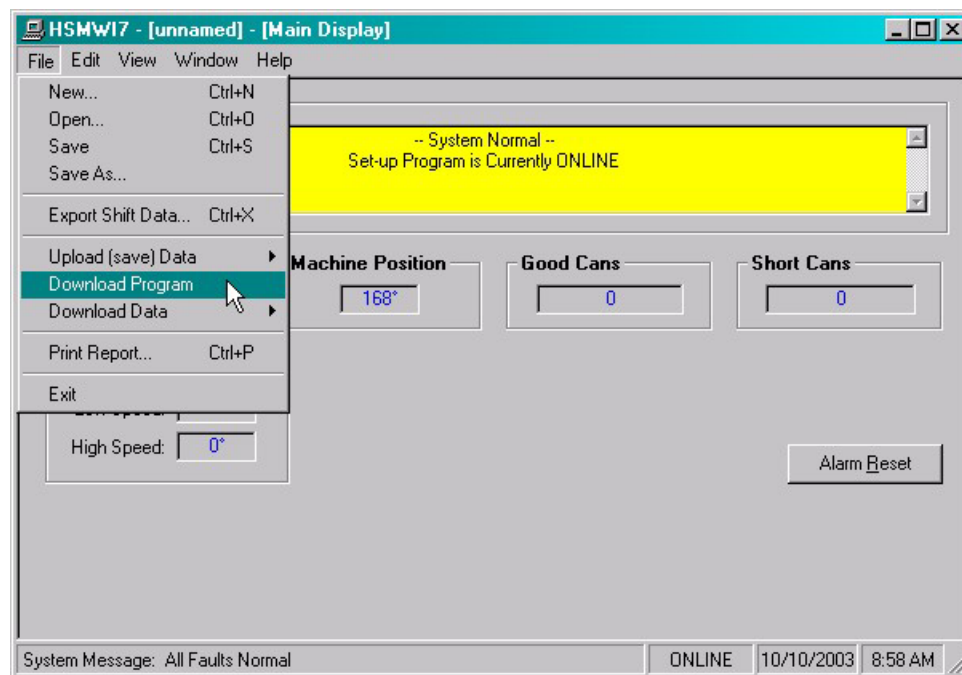 HSMWI7 - [unnamed] - [Main Display]
File Edit View Window Help
New... Ctrl+N
Open... Ctrl+O
Save Ctrl+S
Save As...
Export Shift Data... Ctrl+X
Upload (save) Data
Download Program
Download Data
Print Report... Ctrl+P
Exit
-- System Normal --
Set-up Program is Currently ONLINE
Machine Position
168°
Good Cans
0
Short Cans
0
High Speed: 0°
Alarm Reset
System Message: All Faults Normal
ONLINE
10/10/2003
8:58 AM